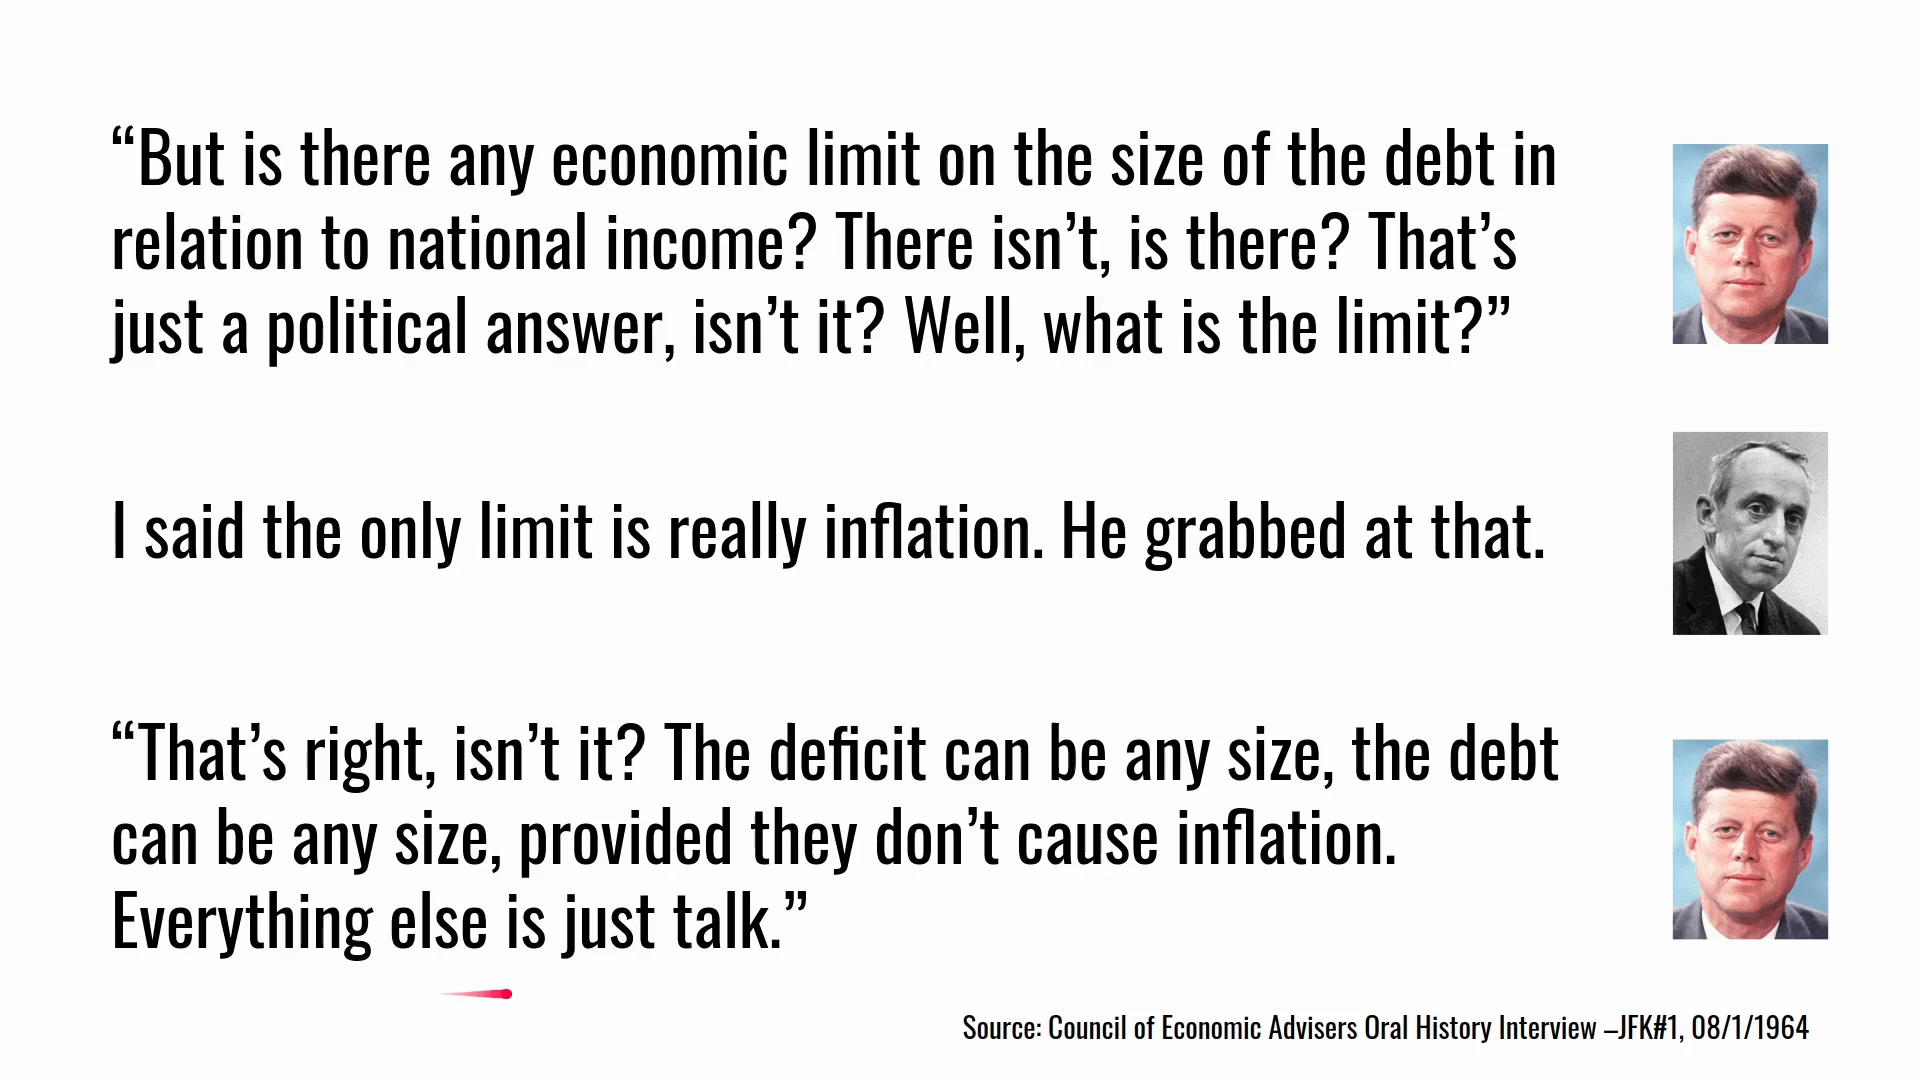 “But is there any economic limit on the size of the debt in
relation to national income? There isn’t, is there? That’s
just a political answer, isn’t it? Well, what is the limit?”
I said the only limit is really inflation. He grabbed at that.
“That’s right, isn’t it? The deficit can be any size, the debt
can be any size, provided they don’t cause inflation.
Everything else is just talk.”
Source: Council of Economic Advisers Oral History Interview –JFK#1, 08/1/1964